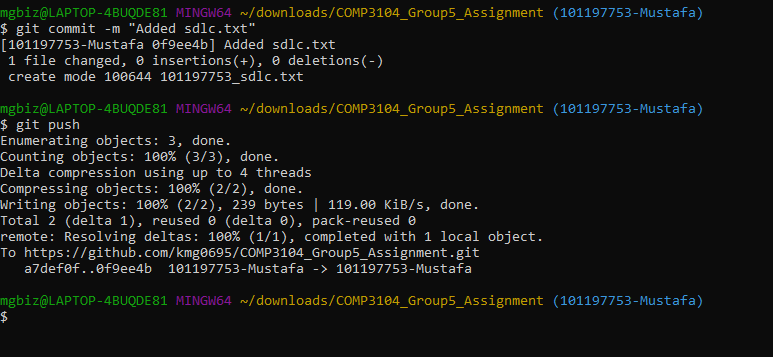 mgbiz@LAPTOP-4BUQDE81 MINGW64 ~/downloads/COMP3104_Group5_Assignment (101197753-Mustafa)
$ git commit -m "Added sdlc.txt"
[101197753-Mustafa 0f9ee4b] Added sdlc.txt
 1 file changed, 0 insertions(+), 0 deletions(-)
 create mode 100644 101197753_sdlc.txt
mgbiz@LAPTOP-4BUQDE81 MINGW64 ~/downloads/COMP3104_Group5_Assignment (101197753-Mustafa)
$ git push
Enumerating objects: 3, done.
Counting objects: 100% (3/3), done.
Delta compression using up to 4 threads
Compressing objects: 100% (2/2), done.
Writing objects: 100% (2/2), 239 bytes | 119.00 KiB/s, done.
Total 2 (delta 1), reused 0 (delta 0), pack-reused 0
remote: Resolving deltas: 100% (1/1), completed with 1 local object.
To https://github.com/kmg0695/COMP3104_Group5_Assignment.git
   a7def0f..0f9ee4b  101197753-Mustafa -> 101197753-Mustafa
mgbiz@LAPTOP-4BUQDE81 MINGW64 ~/downloads/COMP3104_Group5_Assignment (101197753-Mustafa)
$